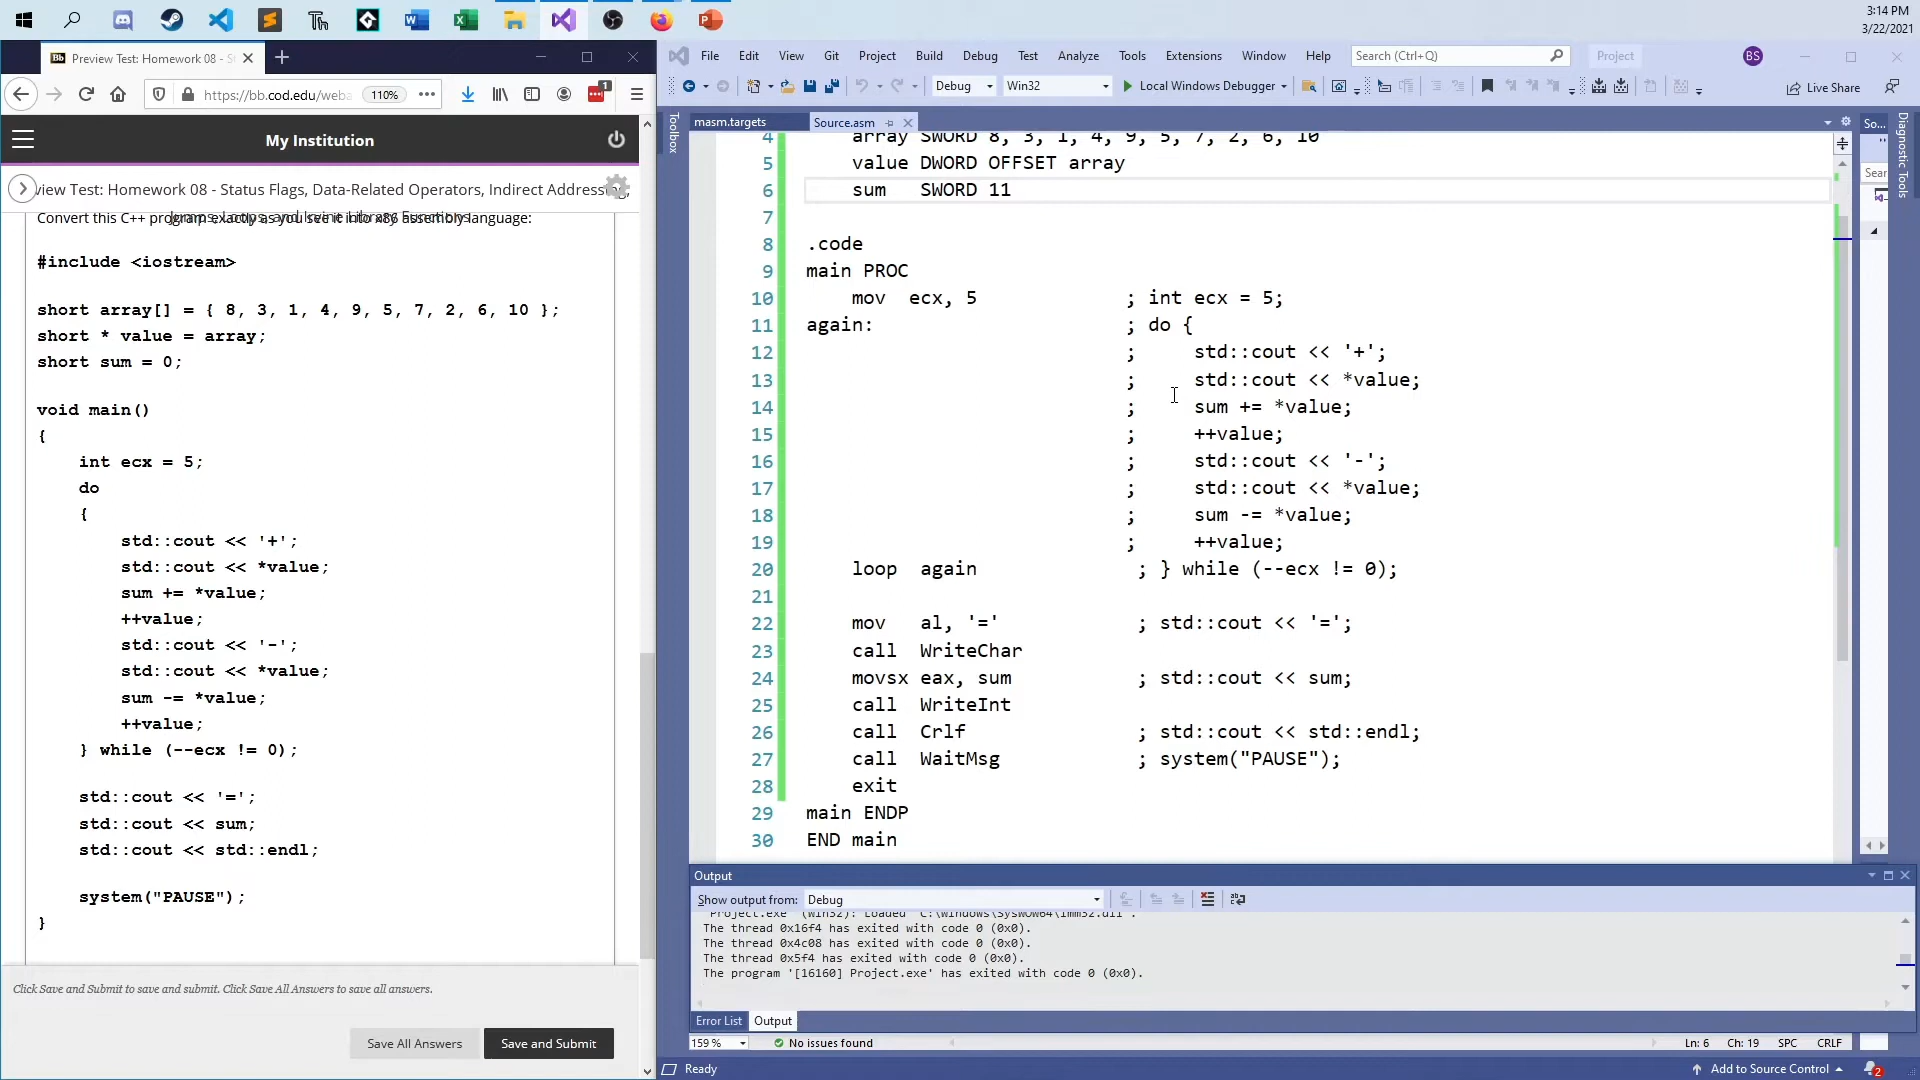 3:14 PM
3/22/2021
Bb Preview Test: Homework 08 - S
https://bb.cod.edu/weba 110%
1
My Institution
view Test: Homework 08 - Status Flags, Data-Related Operators, Indirect Addressing,
Jumps, Loops, and Irvine Library Functions
Convert this C++ program exactly as you see it into x86 assembly language:
#include <iostream>
short array[] = { 8, 3, 1, 4, 9, 5, 7, 2, 6, 10 };
short * value = array;
short sum = 0;
void main()
{
int ecx = 5;
do
{
std::cout << '+';
std::cout << *value;
sum += *value;
++value;
std::cout << '-';
std::cout << *value;
sum -= *value;
++value;
} while (--ecx != 0);
std::cout << '=';
std::cout << sum;
std::cout << std::endl;
system("PAUSE");
}
Click Save and Submit to save and submit. Click Save All Answers to save all answers.
Save All Answers Save and Submit
File Edit View Git Project Build Debug Test Analyze Tools Extensions Window Help Search (Ctrl+Q) Project BS
Debug Win32 Local Windows Debugger Live Share
Toolbox
masm.targets Source.asm
4 array SWORD 8, 3, 1, 4, 9, 5, 7, 2, 6, 10
5 value DWORD OFFSET array
6 sum SWORD 11
7
8 .code
9 main PROC
10 mov ecx, 5 ; int ecx = 5;
11 again: ; do {
12 ; std::cout << '+';
13 ; std::cout << *value;
14 ; sum += *value;
15 ; ++value;
16 ; std::cout << '-';
17 ; std::cout << *value;
18 ; sum -= *value;
19 ; ++value;
20 loop again ; } while (--ecx != 0);
21
22 mov al, '=' ; std::cout << '=';
23 call WriteChar
24 movsx eax, sum ; std::cout << sum;
25 call WriteInt
26 call Crlf ; std::cout << std::endl;
27 call WaitMsg ; system("PAUSE");
28 exit
29 main ENDP
30 END main
So...
Sear
Diagnostic Tools
Output
Show output from: Debug
'Project.exe' (Win32): Loaded 'C:\Windows\SysWOW64\imm32.dll'.
The thread 0x16f4 has exited with code 0 (0x0).
The thread 0x4c08 has exited with code 0 (0x0).
The thread 0x5f4 has exited with code 0 (0x0).
The program '[16160] Project.exe' has exited with code 0 (0x0).
Error List Output
159 % No issues found Ln: 6 Ch: 19 SPC CRLF
Ready Add to Source Control 2